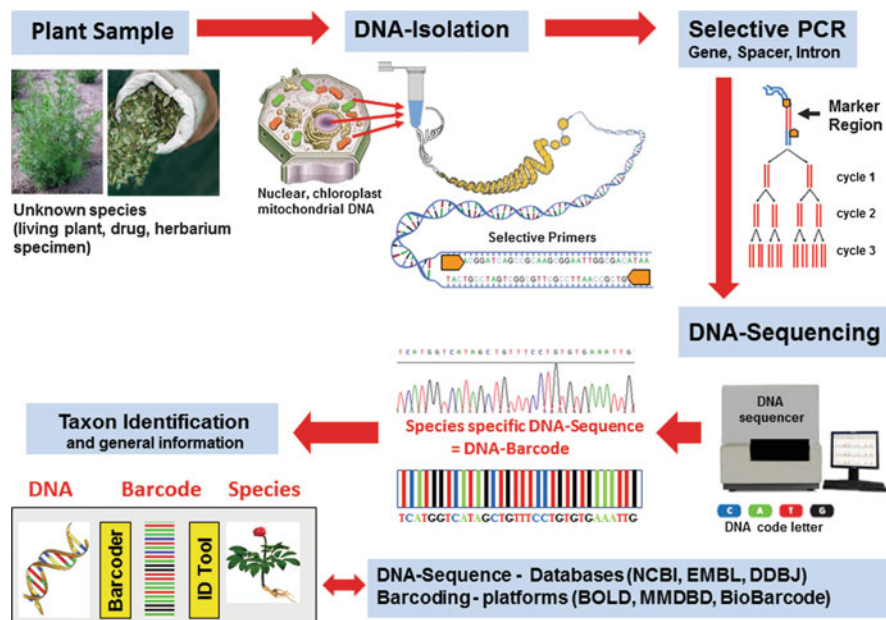 Plant Sample
DNA-Isolation
Selective PCR
Gene, Spacer, Intron
Unknown species
(living plant, drug, herbarium
specimen)
Nuclear, chloroplast
mitochondrial DNA
Selective Primers
ACGGATCAGCCGCAAGCGGAATTGGCGACATAA
TACTGCCTAGTCGGCGTTCGCCTTAACCGCTG
Marker
Region
cycle 1
cycle 2
cycle 3
DNA-Sequencing
DNA
sequencer
C A T G
DNA code letter
TCATGGTCATAGCTGTTTCCTGTGTGAAATTG
Species specific DNA-Sequence
= DNA-Barcode
TCATGGTCATAGCTGTTTCCTGTGTGAAATTG
Taxon Identification
and general information
DNA Barcode Species
Barcoder
ID Tool
DNA-Sequence - Databases (NCBI, EMBL, DDBJ)
Barcoding - platforms (BOLD, MMDBD, BioBarcode)